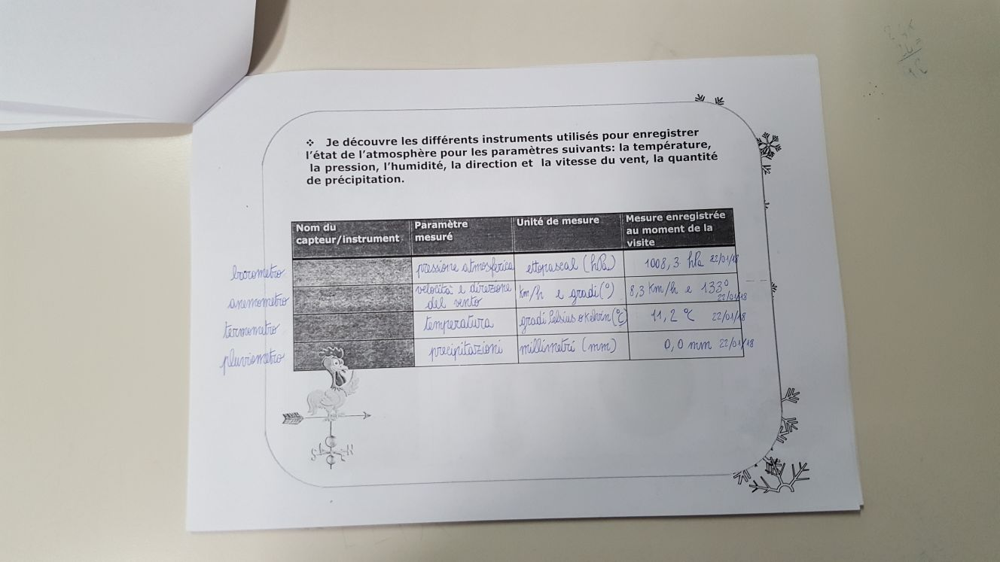 ❖ Je découvre les différents instruments utilisés pour enregistrer
l'état de l'atmosphère pour les paramètres suivants: la température,
la pression, l'humidité, la direction et la vitesse du vent, la quantité
de précipitation.
Nom du capteur/instrument
Paramètre mesuré
Unité de mesure
Mesure enregistrée au moment de la visite
barometro
pressione atmosferica
ettopascal (hPa)
1008,3 hPa 22/01/18
anemometro
velocità e direzione
del vento
km/h e gradi (°)
8,3 km/h e 133°
22/01/18
termometro
temperatura
gradi Celsius o Kelvin (°C)
11,2 °C 22/01/18
pluviometro
precipitazioni
millimetri (mm)
0,0 mm 22/01/18